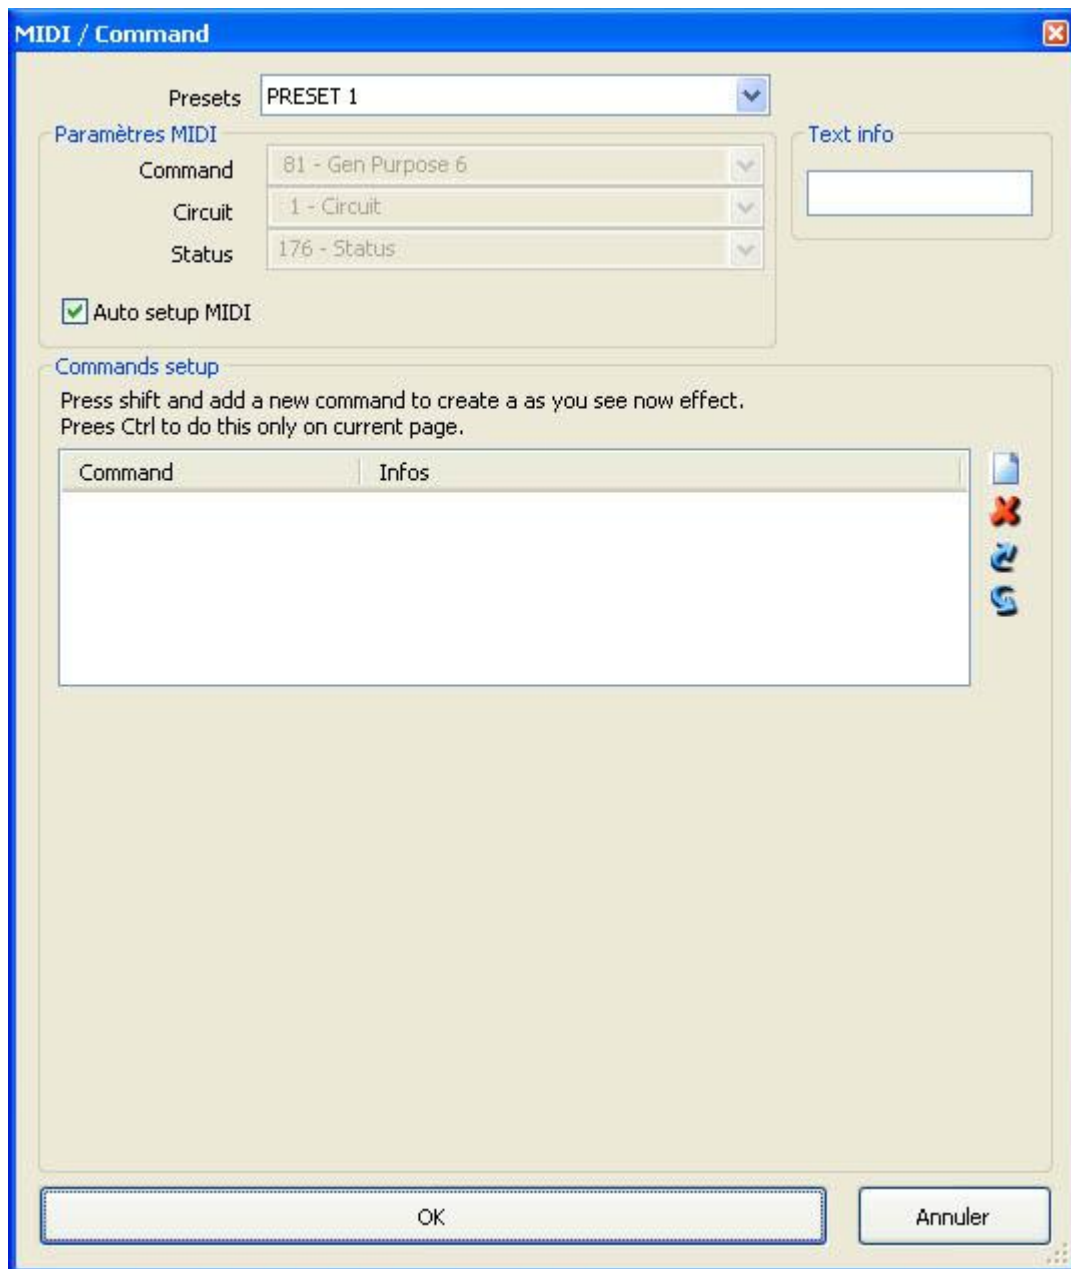 MIDI / Command
Presets PRESET 1
Paramètres MIDI
Command 81 - Gen Purpose 6
Circuit 1 - Circuit
Status 176 - Status
Auto setup MIDI
Text info
Commands setup
Press shift and add a new command to create a as you see now effect.
Prees Ctrl to do this only on current page.
Command Infos
OK Annuler